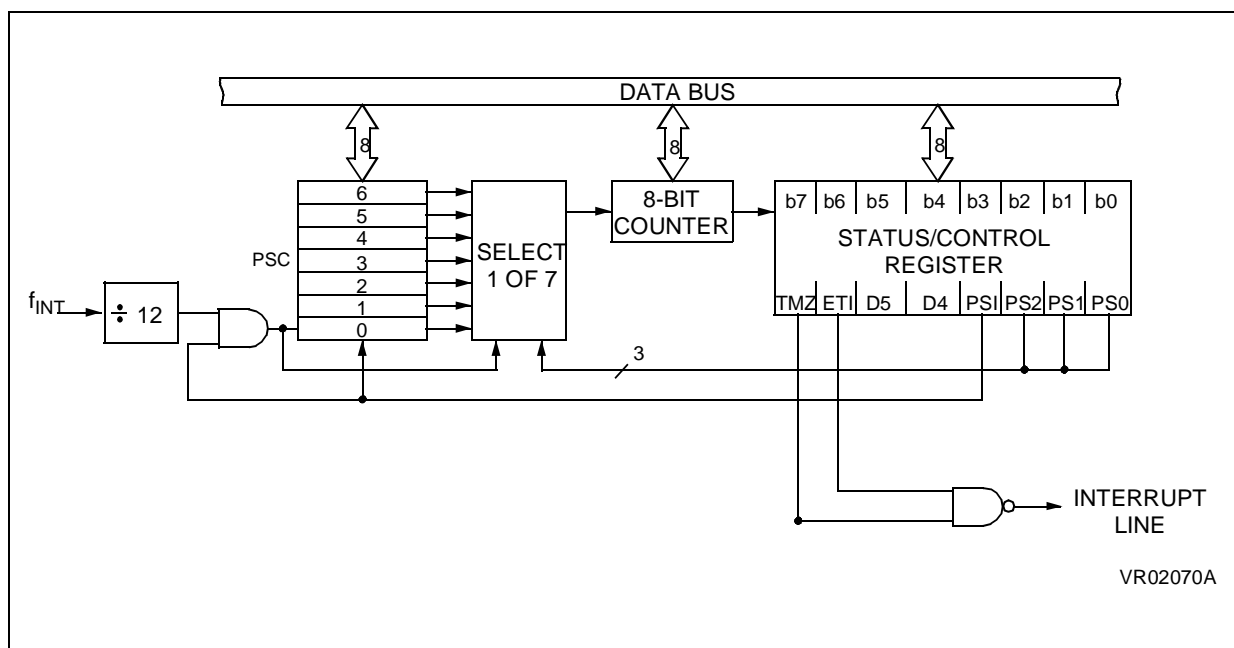 DATA BUS
8
8
8
6
5
4
3
2
1
0
PSC
SELECT
1 OF 7
8-BIT
COUNTER
b7 b6 b5 b4 b3 b2 b1 b0
STATUS/CONTROL
REGISTER
TMZ ETI D5 D4 PSI PS2 PS1 PS0
fINT
÷ 12
3
INTERRUPT
LINE
VR02070A